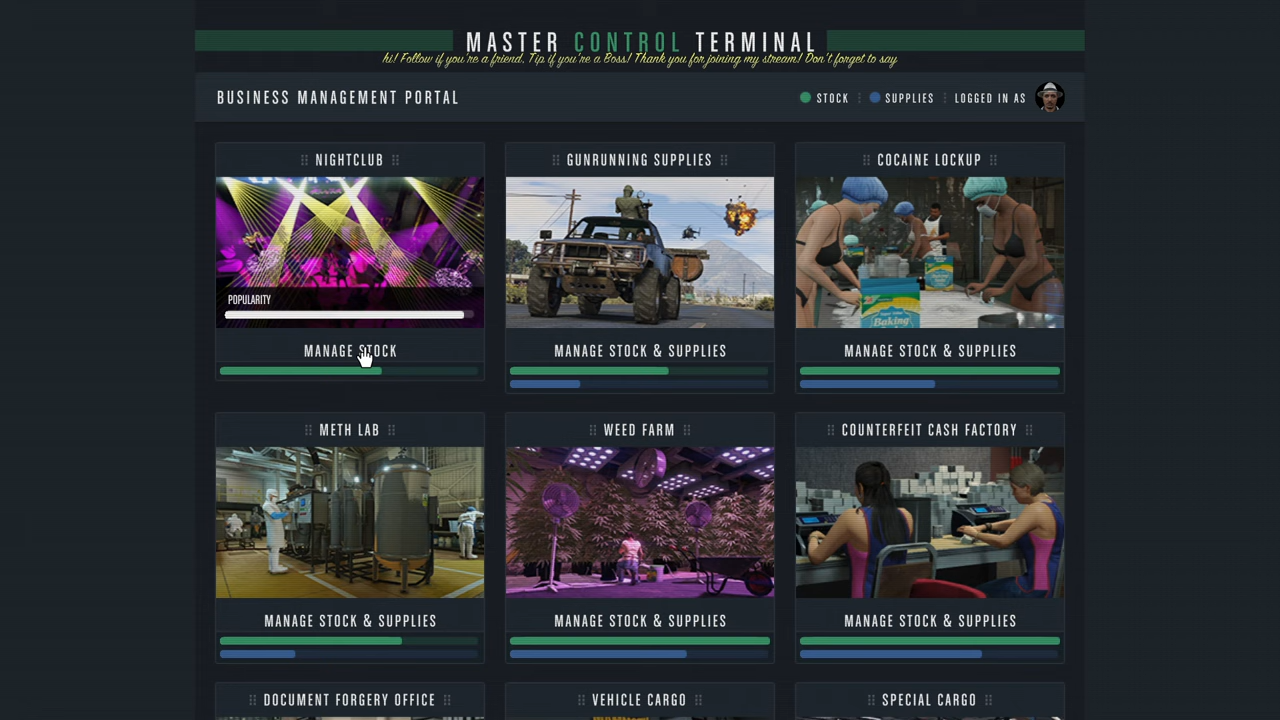 MASTER CONTROL TERMINAL
hi! Follow if you're a friend. Tip if you're a Boss! Thank you for joining my stream! Don't forget to say
BUSINESS MANAGEMENT PORTAL
STOCK
SUPPLIES
LOGGED IN AS
NIGHTCLUB
GUNRUNNING SUPPLIES
COCAINE LOCKUP
POPULARITY
Baking
MANAGE STOCK
MANAGE STOCK & SUPPLIES
MANAGE STOCK & SUPPLIES
METH LAB
WEED FARM
COUNTERFEIT CASH FACTORY
MANAGE STOCK & SUPPLIES
MANAGE STOCK & SUPPLIES
MANAGE STOCK & SUPPLIES
DOCUMENT FORGERY OFFICE
VEHICLE CARGO
SPECIAL CARGO